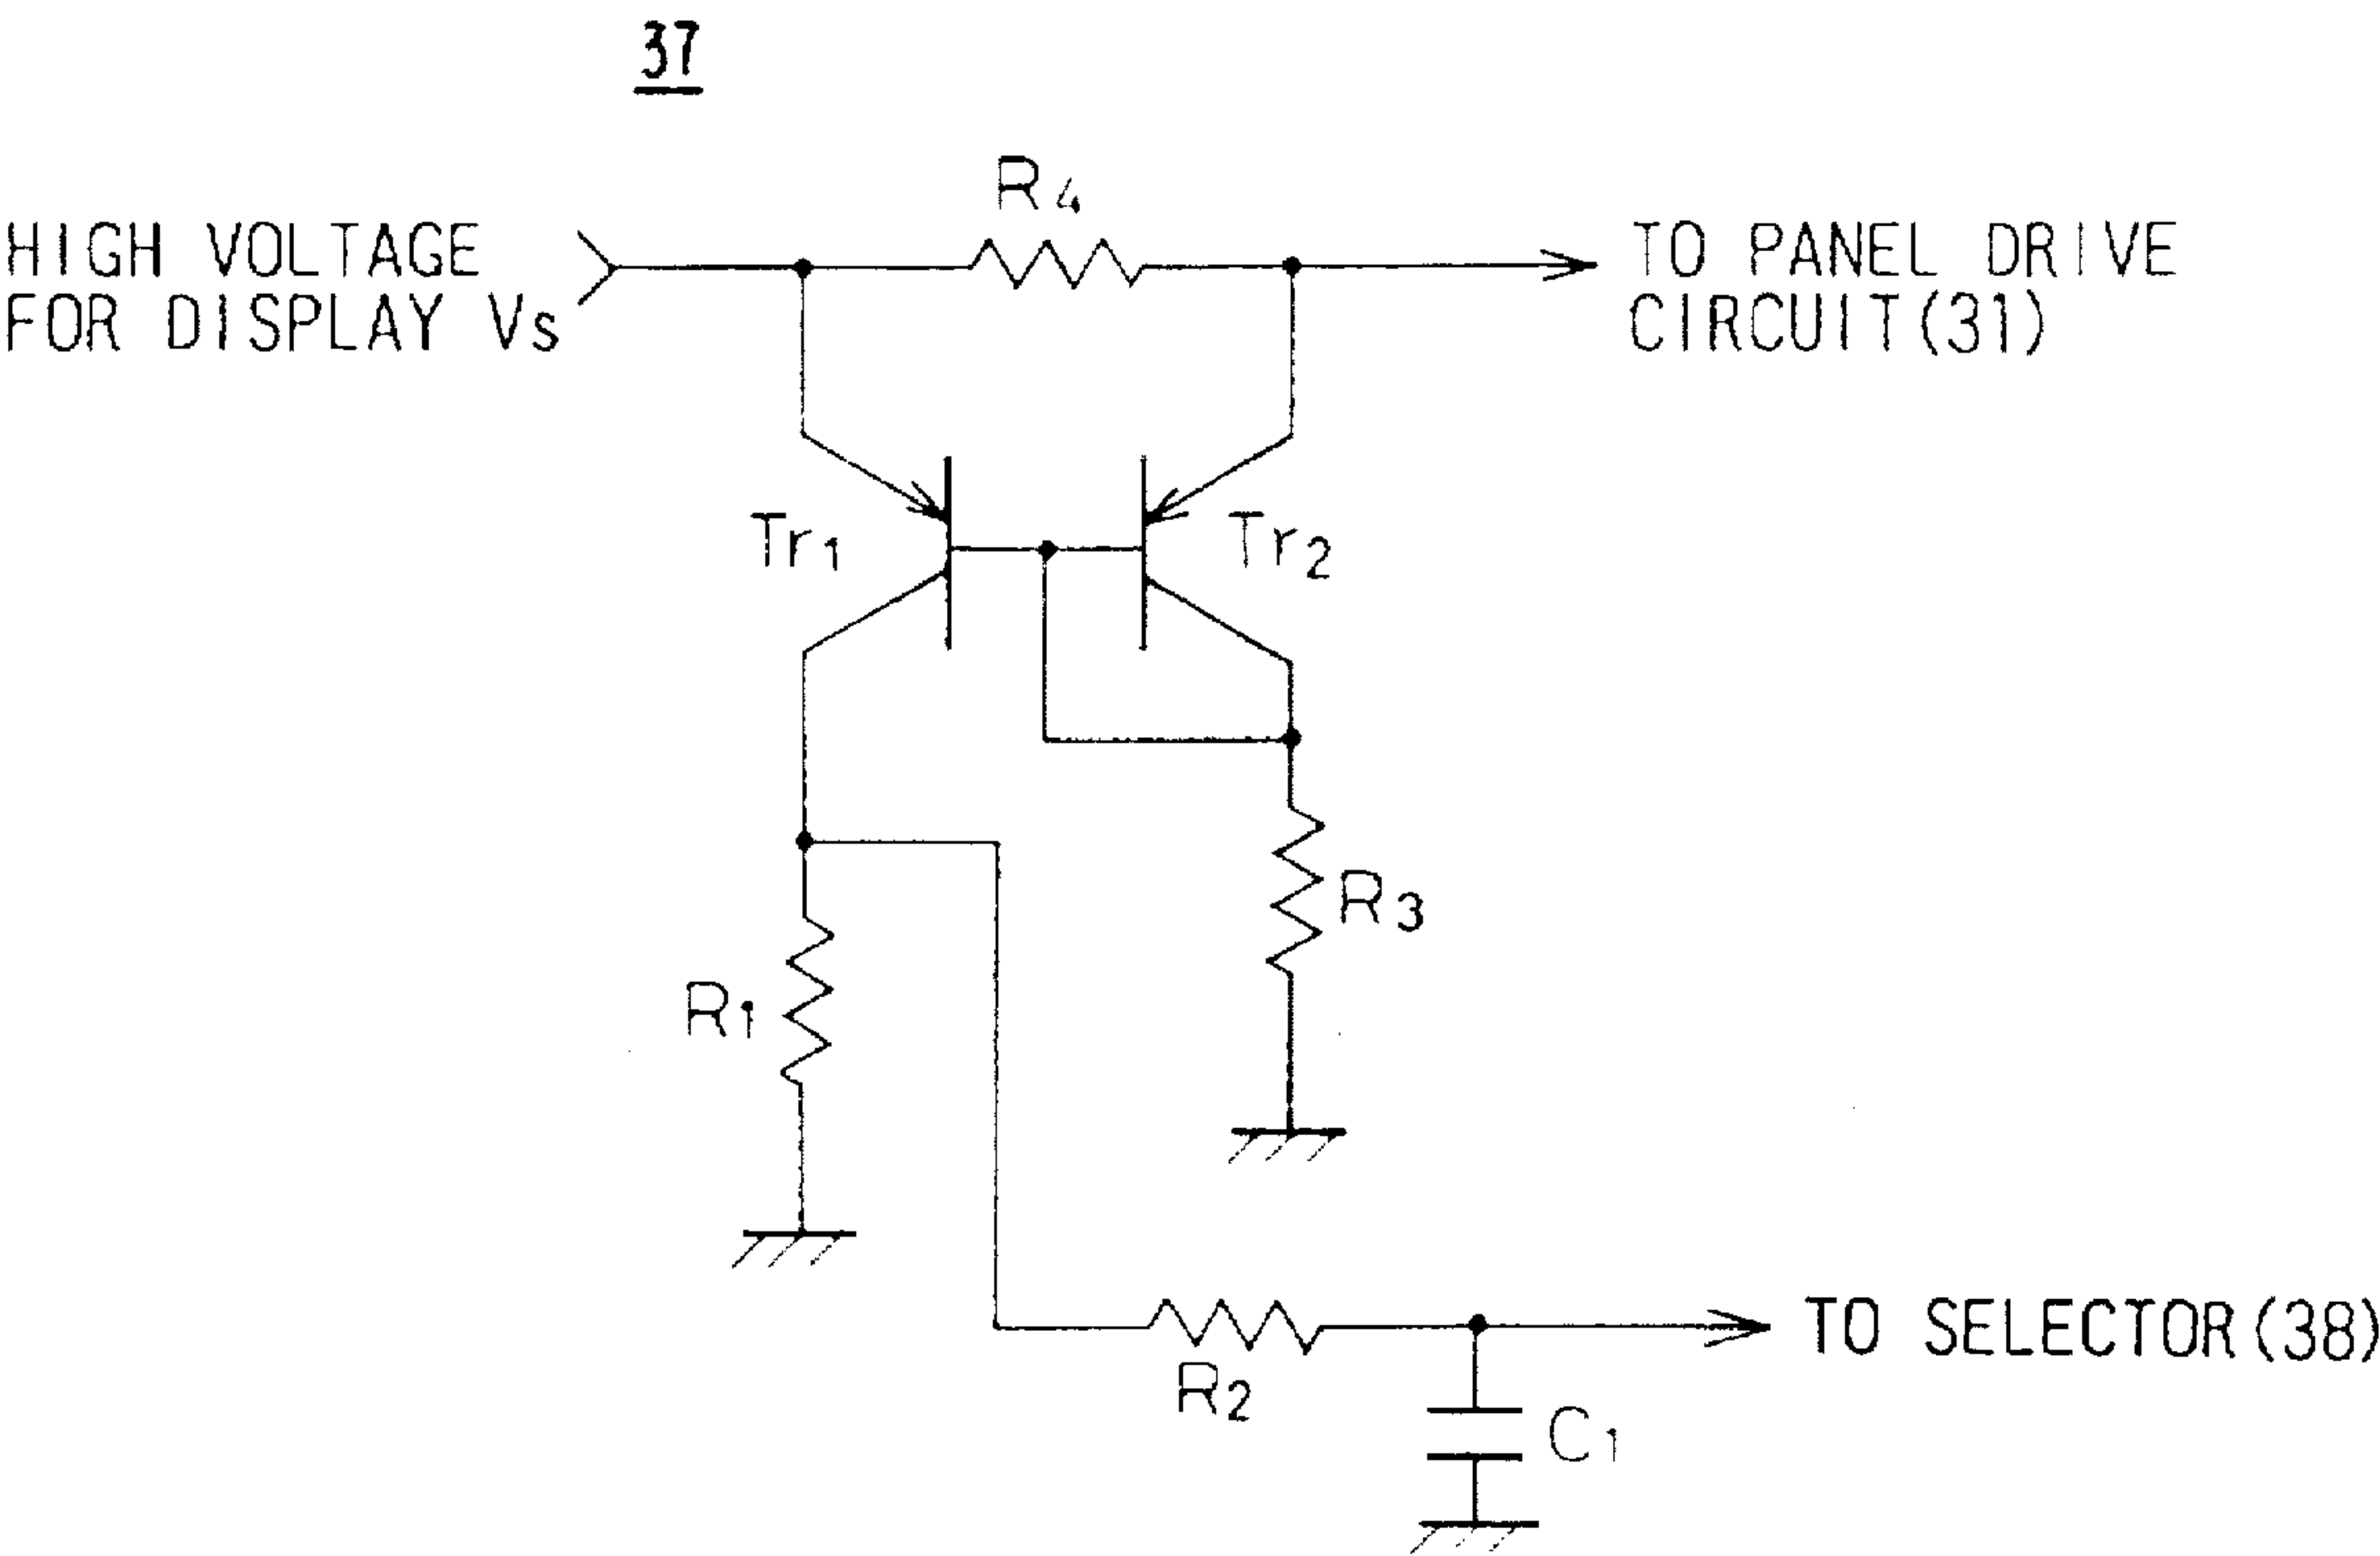 37
R4
HIGH VOLTAGE
FOR DISPLAY Vs
TO PANEL DRIVE
CIRCUIT(31)
Tr1
Tr2
R3
R1
TO SELECTOR(38)
R2
C1